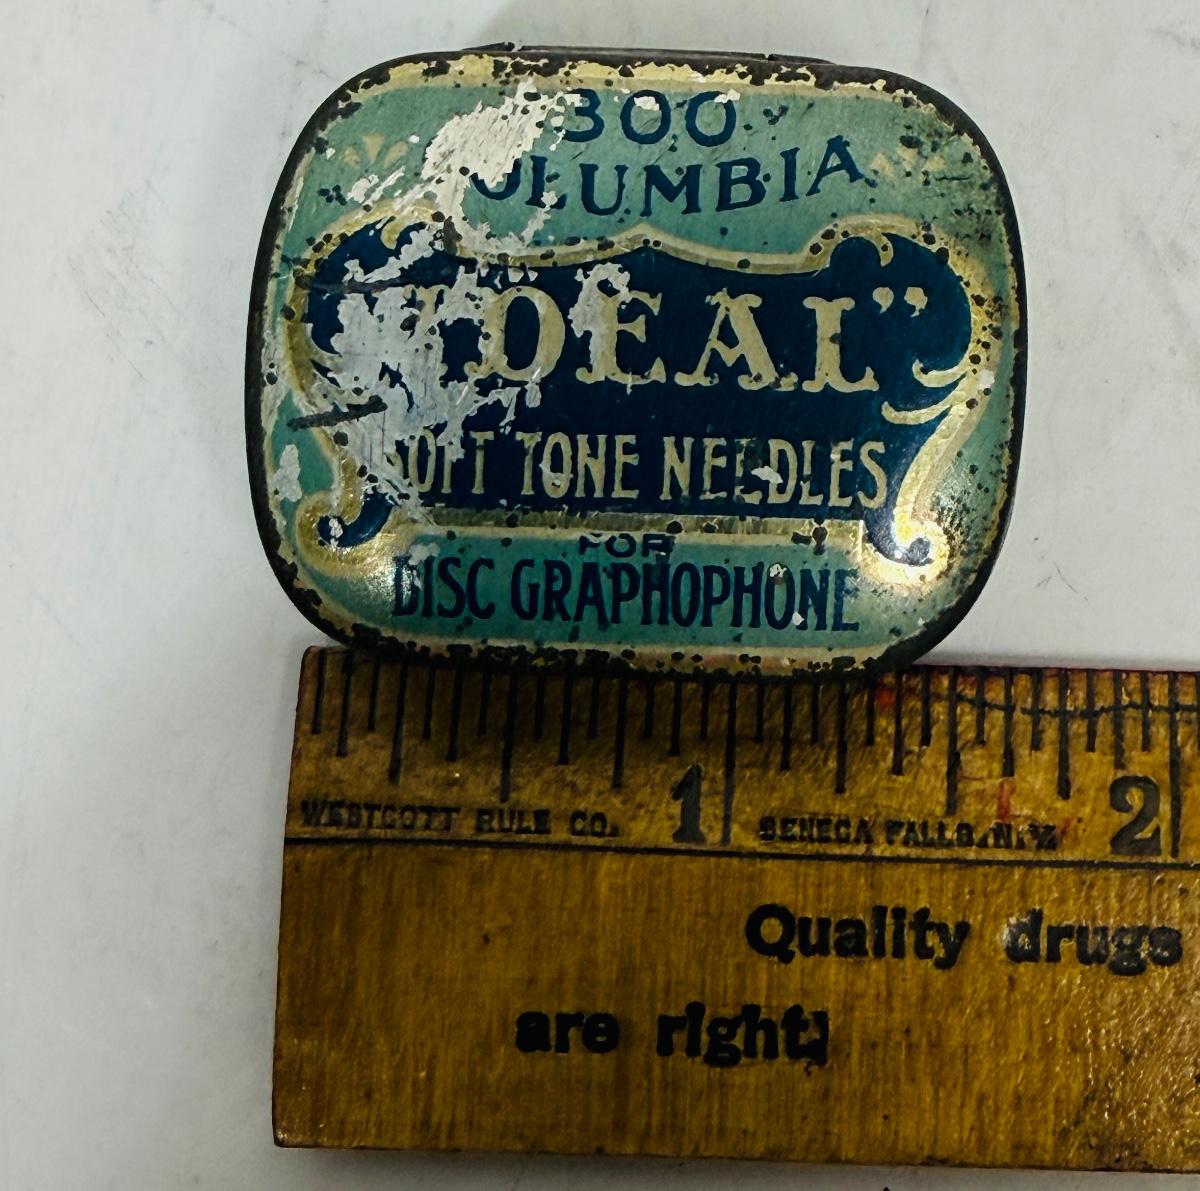 300
COLUMBIA
"IDEAL"
SOFT TONE NEEDLES
FOR
DISC GRAPHOPHONE
1 2
WESTCOTT RULE CO. SENECA FALLS, N.Y.
Quality drugs
are right